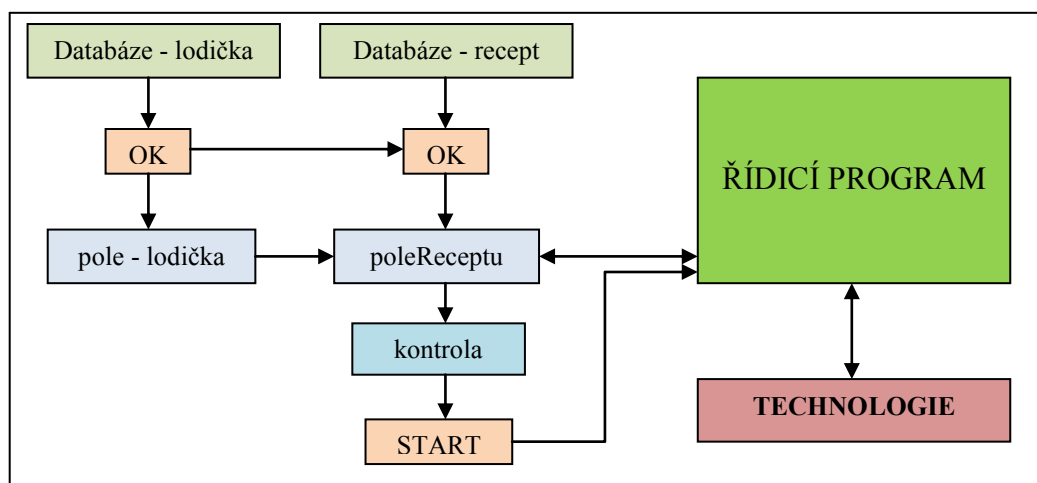 Databáze - lodička
Databáze - recept
OK
OK
ŘÍDICÍ PROGRAM
pole - lodička
poleReceptu
kontrola
TECHNOLOGIE
START